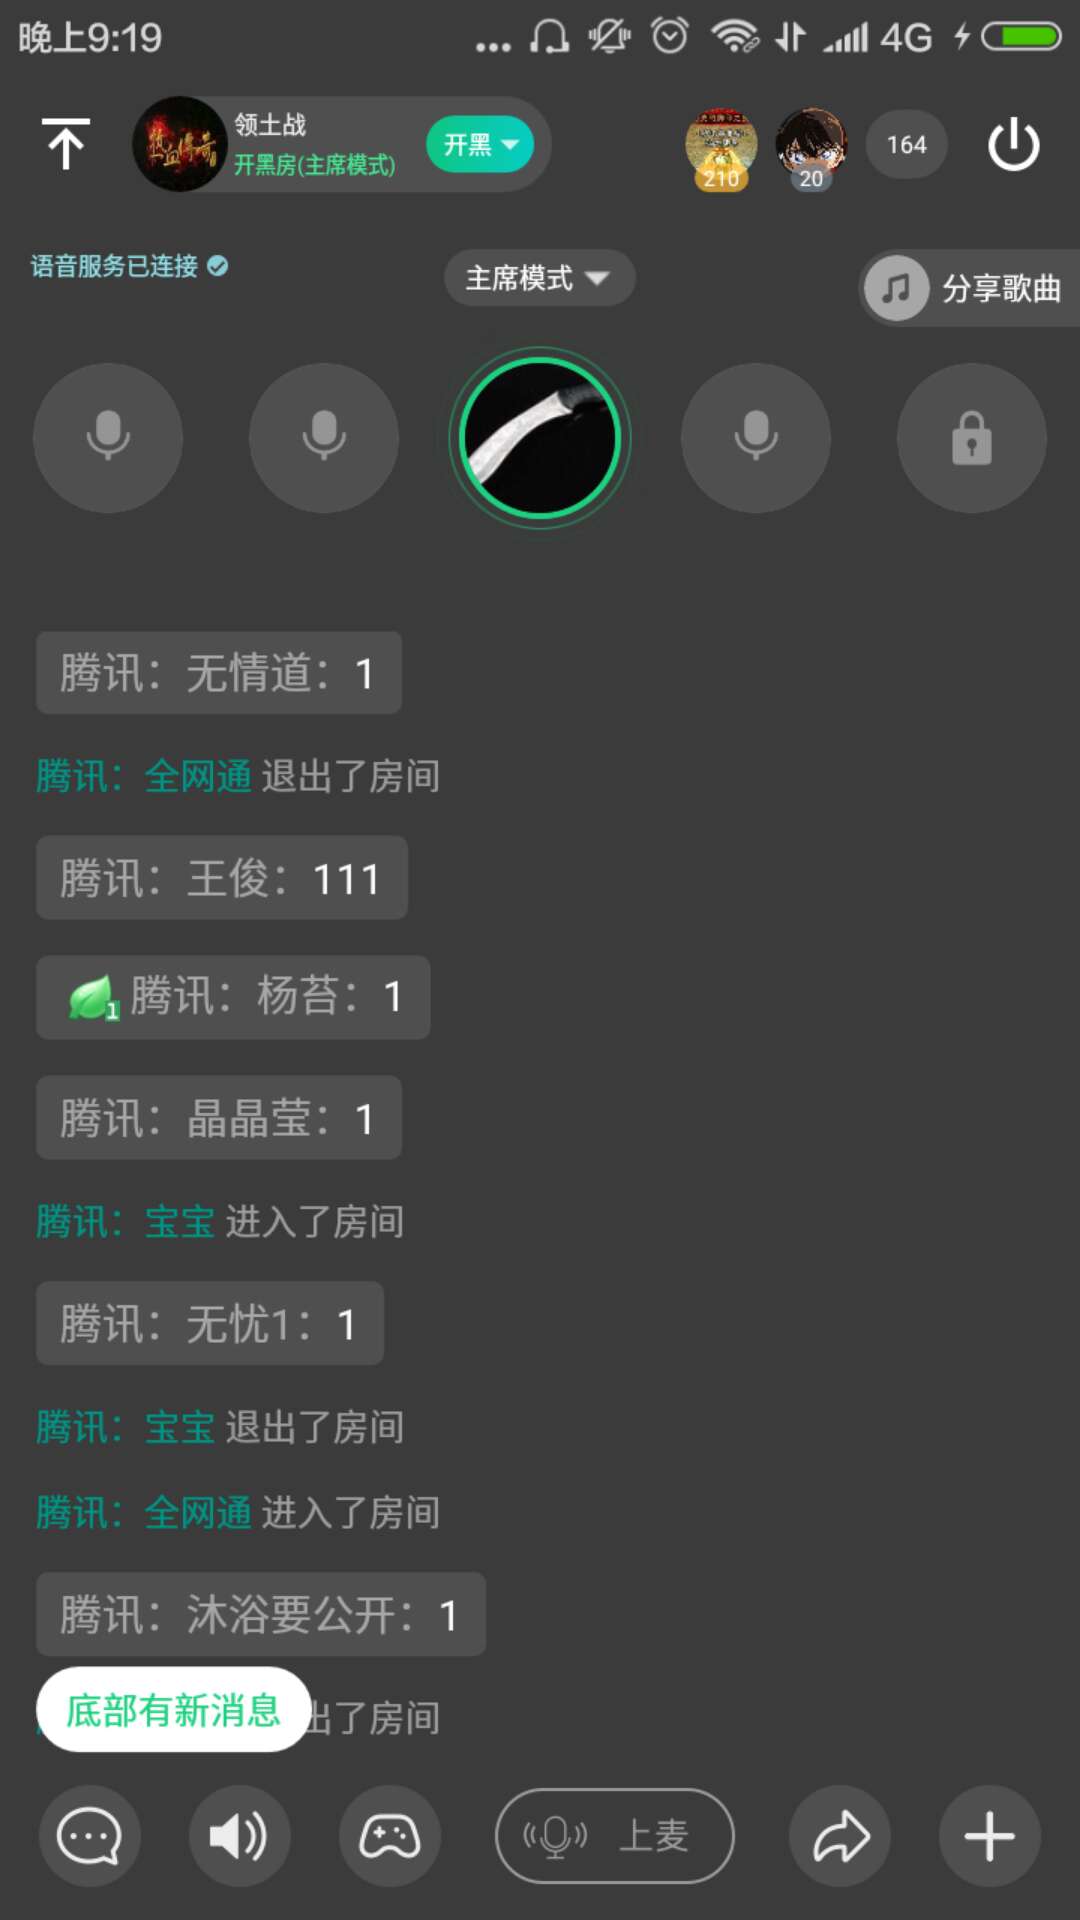 晚上9:19
4G
热血传奇
领土战
开黑房(主席模式)
开黑
210
20
164
语音服务已连接
主席模式
分享歌曲
腾讯：无情道：1
腾讯：全网通 退出了房间
腾讯：王俊：111
1 腾讯：杨苔：1
腾讯：晶晶莹：1
腾讯：宝宝 进入了房间
腾讯：无忧1：1
腾讯：宝宝 退出了房间
腾讯：全网通 进入了房间
腾讯：沐浴要公开：1
底部有新消息
出了房间
上麦